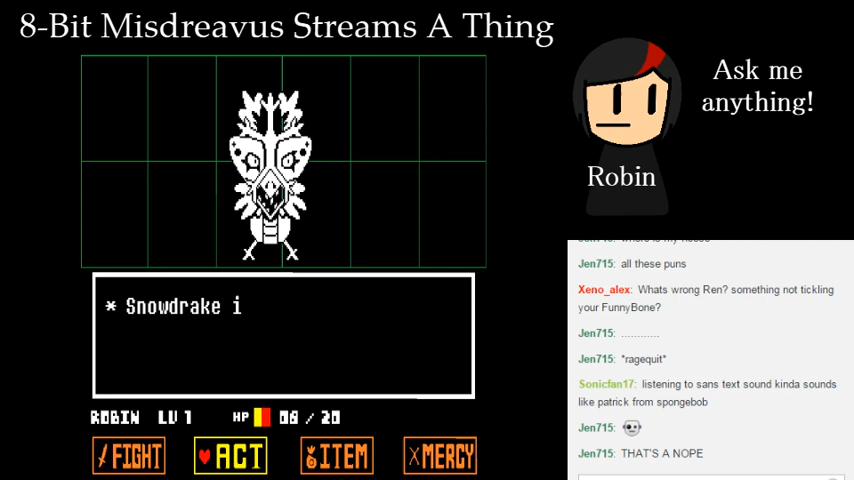 8-Bit Misdreavus Streams A Thing
Ask me
anything!
Robin
Jen715: all these puns
Xeno_alex: Whats wrong Ren? something not tickling
your FunnyBone?
Jen715: ............
Jen715: *ragequit*
Sonicfan17: listening to sans text sound kinda sounds
like patrick from spongebob
Jen715:
Jen715: THAT'S A NOPE
* Snowdrake i
ROBIN LV 1 HP 08 / 20
FIGHT ACT ITEM MERCY